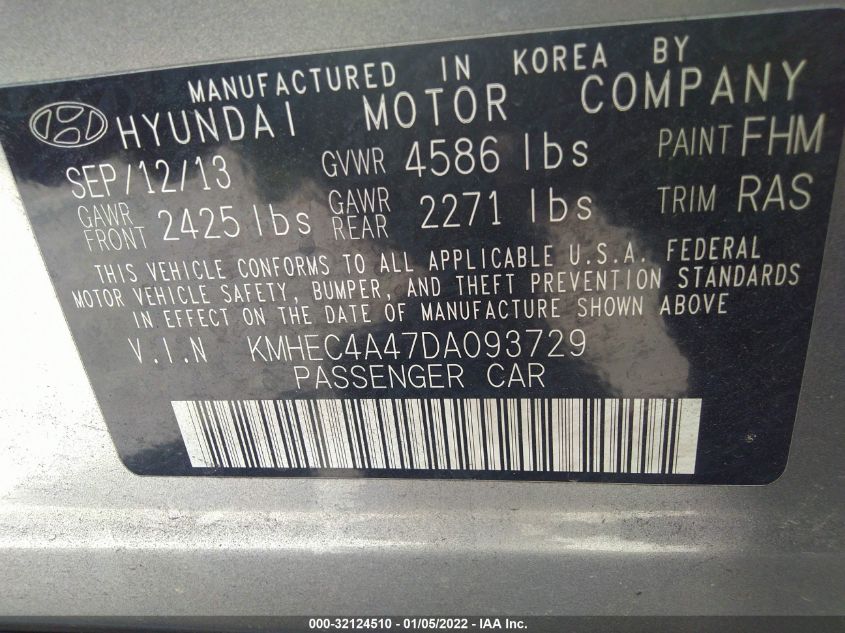 MANUFACTURED IN KOREA BY
HYUNDAI MOTOR COMPANY
SEP/12/13 GVWR 4586 lbs PAINT FHM
GAWR FRONT 2425 lbs GAWR REAR 2271 lbs TRIM RAS
THIS VEHICLE CONFORMS TO ALL APPLICABLE U.S.A. FEDERAL
MOTOR VEHICLE SAFETY, BUMPER, AND THEFT PREVENTION STANDARDS
IN EFFECT ON THE DATE OF MANUFACTURE SHOWN ABOVE
V.I.N KMHEC4A47DA093729
PASSENGER CAR
000-32124510 - 01/05/2022 - IAA Inc.